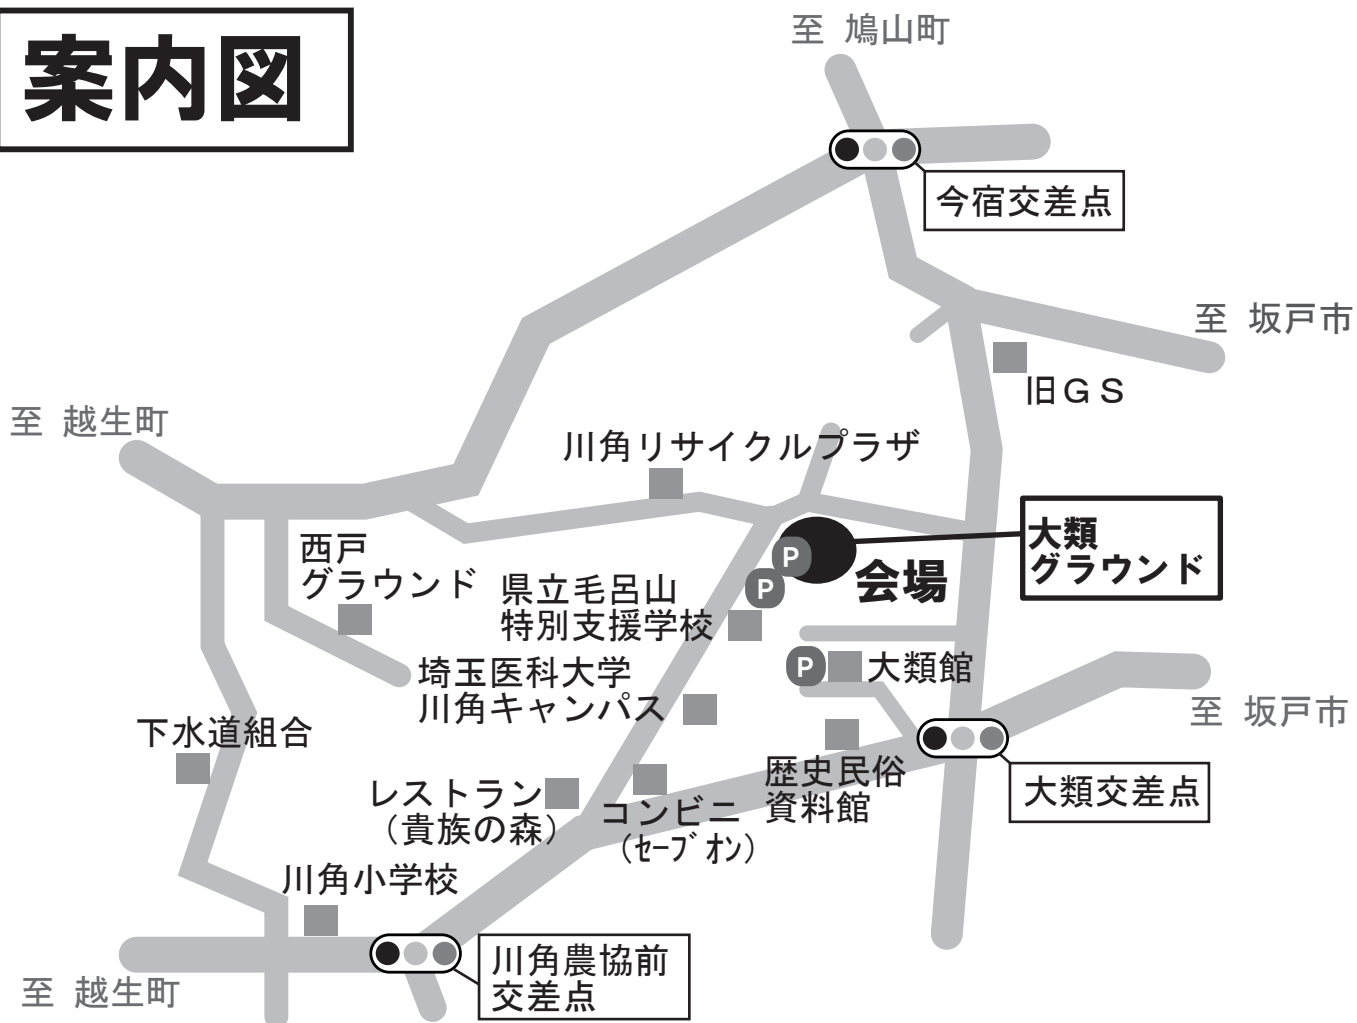 案内図
至 鳩山町
今宿交差点
至 坂戸市
旧GS
至 越生町
川角リサイクルプラザ
大類
グラウンド
西戸
グラウンド
P
会場
県立毛呂山
特別支援学校
P
P
大類館
埼玉医科大学
川角キャンパス
至 坂戸市
下水道組合
歴史民俗
資料館
大類交差点
レストラン
（貴族の森）
コンビニ
（ｾｰﾌﾞｵﾝ）
川角小学校
川角農協前
交差点
至 越生町